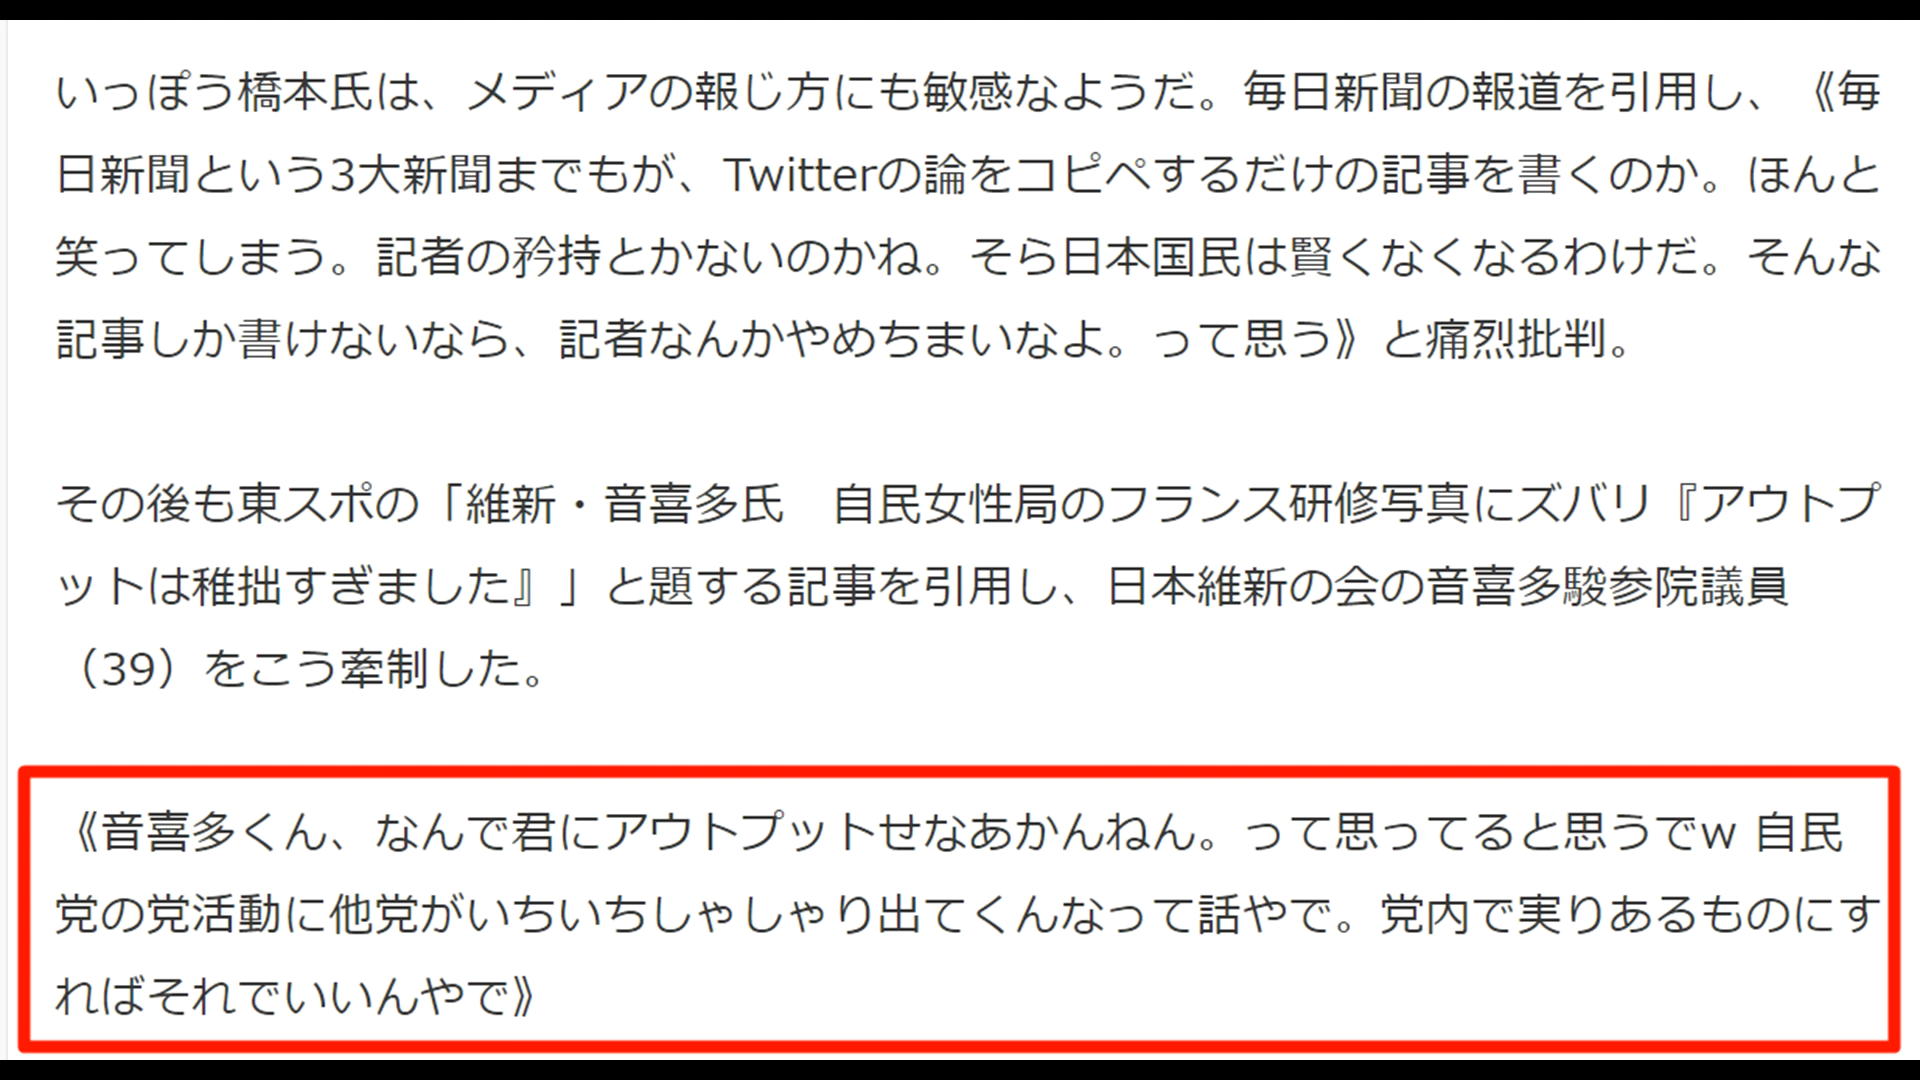 いっぽう橋本氏は、メディアの報じ方にも敏感なようだ。毎日新聞の報道を引用し、《毎
日新聞という3大新聞までもが、Twitterの論をコピペするだけの記事を書くのか。ほんと
笑ってしまう。記者の矜持とかないのかね。そら日本国民は賢くなくなるわけだ。そんな
記事しか書けないなら、記者なんかやめちまいなよ。って思う》と痛烈批判。
その後も東スポの「維新・音喜多氏　自民女性局のフランス研修写真にズバリ『アウトプ
ットは稚拙すぎました』」と題する記事を引用し、日本維新の会の音喜多駿参院議員
（39）をこう牽制した。
《音喜多くん、なんで君にアウトプットせなあかんねん。って思ってると思うでw 自民
党の党活動に他党がいちいちしゃしゃり出てくんなって話やで。党内で実りあるものにす
ればそれでいいんやで》